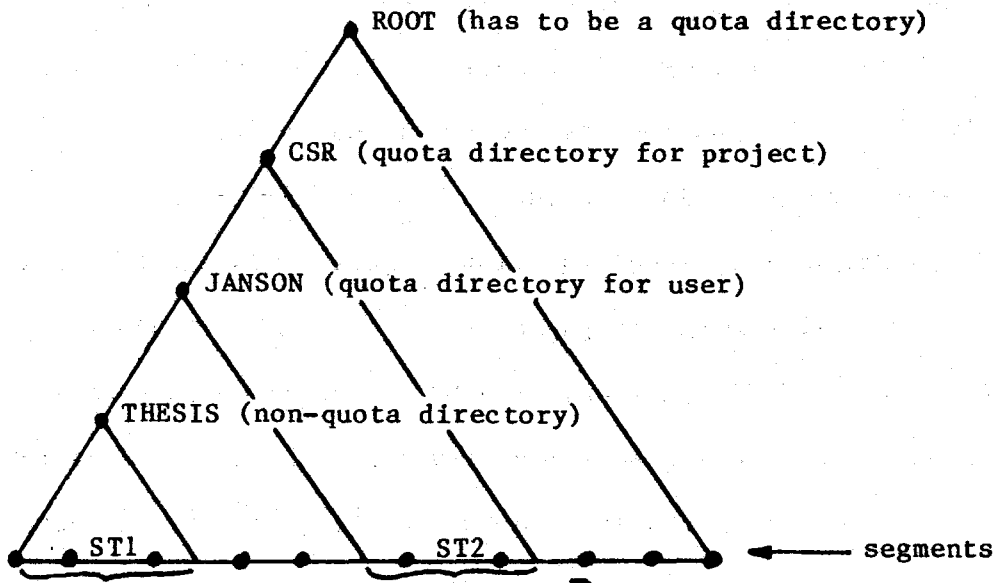 ROOT (has to be a quota directory)
CSR (quota directory for project)
JANSON (quota directory for user)
THESIS (non-quota directory)
ST1 ST2
segments